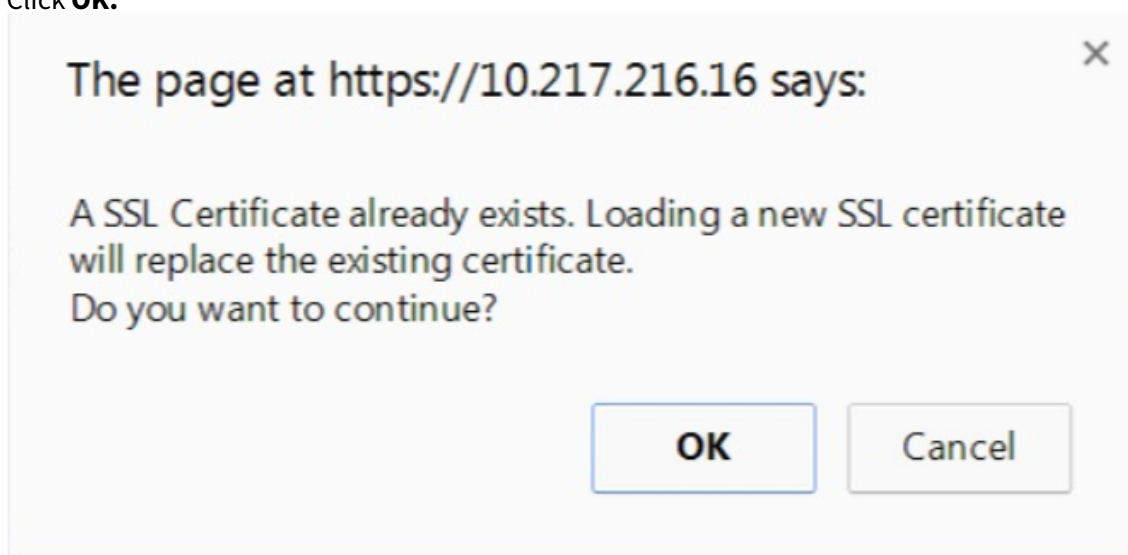 Click OK.
The page at https://10.217.216.16 says:
A SSL Certificate already exists. Loading a new SSL certificate
will replace the existing certificate.
Do you want to continue?
OK Cancel